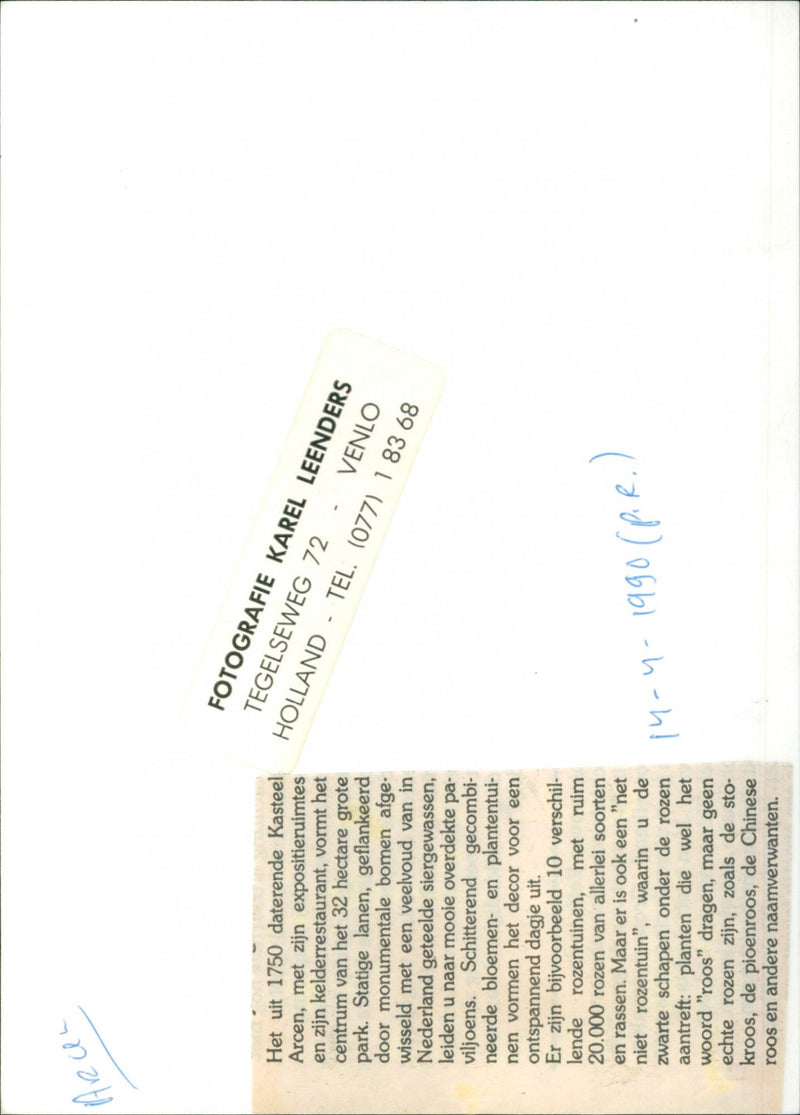 Arcen
FOTOGRAFIE KAREL LEENDERS
TEGELSEWEG 72 - VENLO
HOLLAND - TEL. (077) 1 83 68
14-4-1990 (P.R.)
Het uit 1750 daterende Kasteel
Arcen, met zijn expositieruimtes
en zijn kelderrestaurant, vormt het
centrum van het 32 hectare grote
park. Statige lanen, geflankeerd
door monumentale bomen afge-
wisseld met een veelvoud van in
Nederland geteelde siergewassen,
leiden u naar mooie overdekte pa-
viljoens. Schitterend gecombi-
neerde bloemen- en plantentui-
nen vormen het decor voor een
ontspannend dagje uit.
Er zijn bijvoorbeeld 10 verschil-
lende rozentuinen, met ruim
20.000 rozen van allerlei soorten
en rassen. Maar er is ook een "net
niet rozentuin", waarin u de
zwarte schapen onder de rozen
aantreft: planten die wel het
woord "roos" dragen, maar geen
echte rozen zijn, zoals de sto-
kroos, de pioenroos, de Chinese
roos en andere naamverwanten.